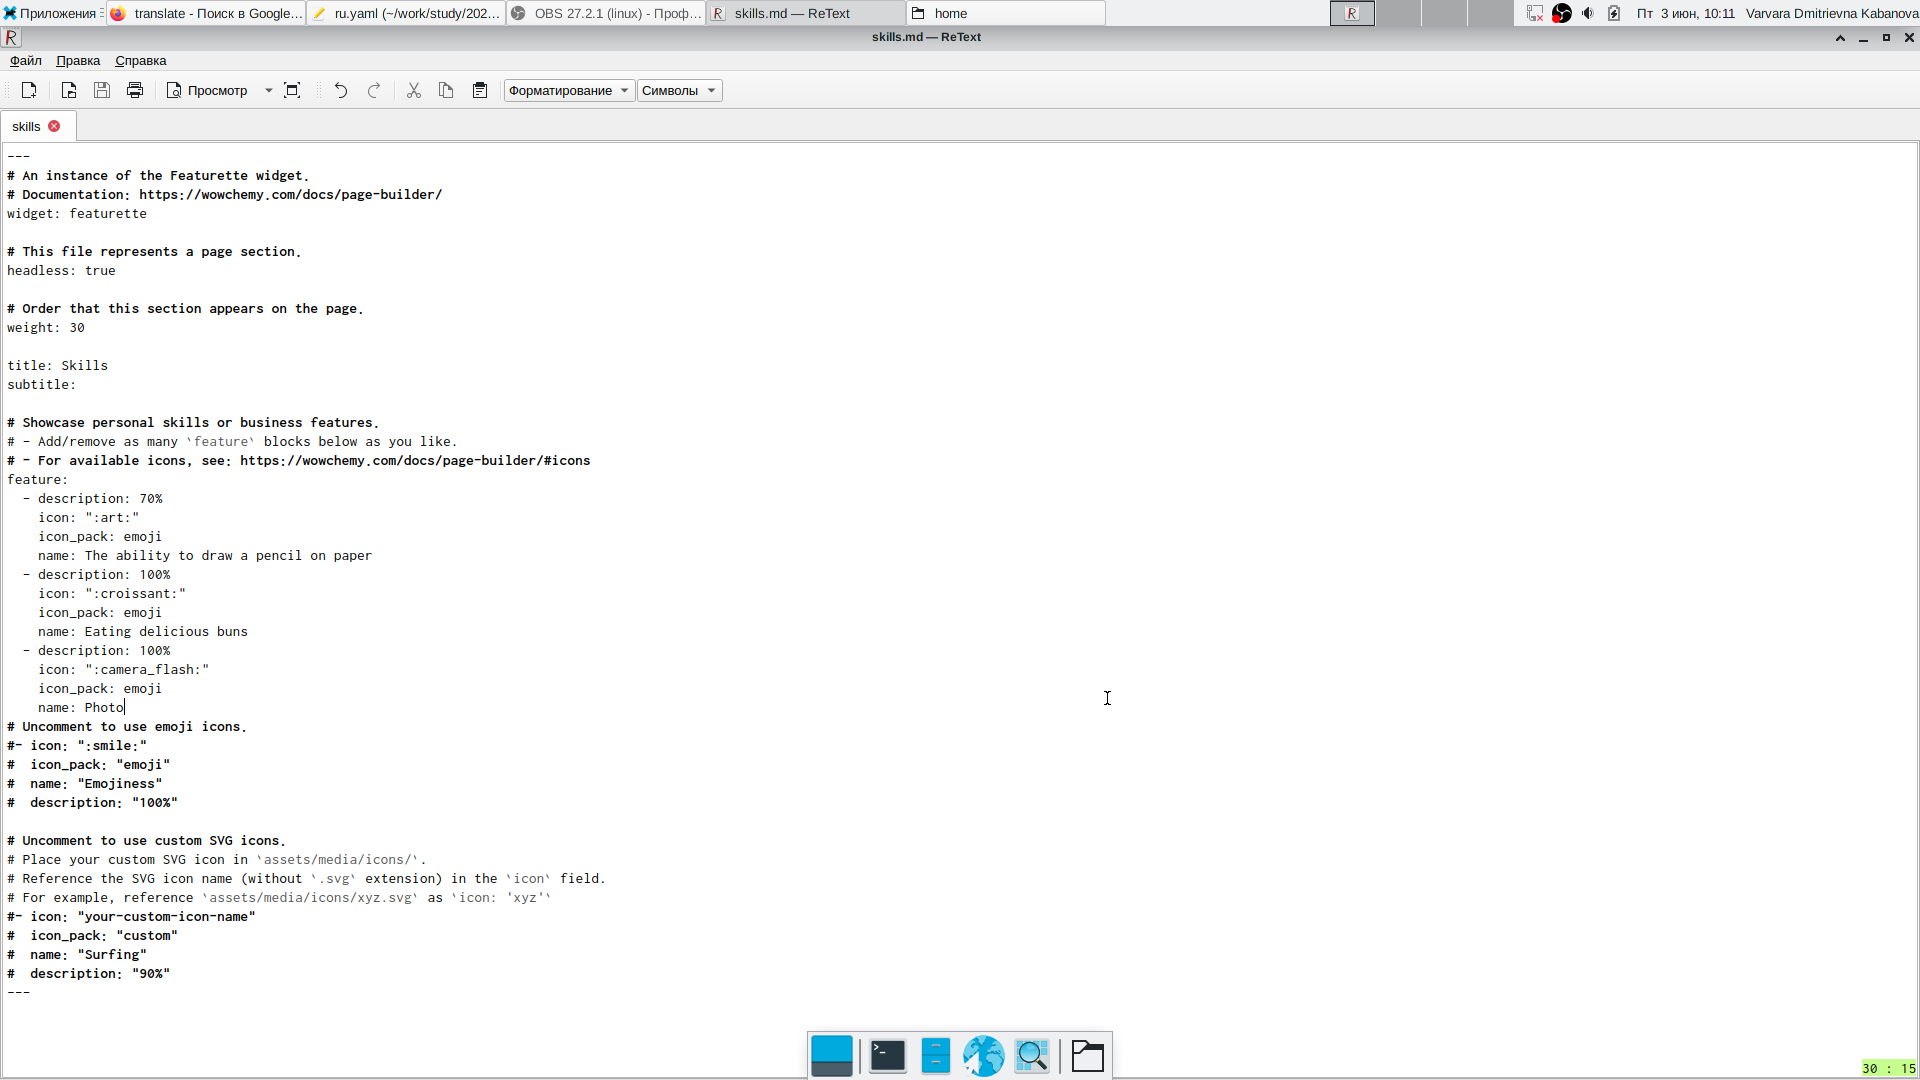 Приложения
translate - Поиск в Google...
ru.yaml (~/work/study/202...
OBS 27.2.1 (linux) - Проф...
skills.md — ReText
home
Пт 3 июн, 10:11
Varvara Dmitrievna Kabanova
skills.md — ReText
Файл Правка Справка
Просмотр
Форматирование
Символы
skills
---
# An instance of the Featurette widget.
# Documentation: https://wowchemy.com/docs/page-builder/
widget: featurette
# This file represents a page section.
headless: true
# Order that this section appears on the page.
weight: 30
title: Skills
subtitle:
# Showcase personal skills or business features.
# - Add/remove as many `feature` blocks below as you like.
# - For available icons, see: https://wowchemy.com/docs/page-builder/#icons
feature:
  - description: 70%
    icon: ":art:"
    icon_pack: emoji
    name: The ability to draw a pencil on paper
  - description: 100%
    icon: ":croissant:"
    icon_pack: emoji
    name: Eating delicious buns
  - description: 100%
    icon: ":camera_flash:"
    icon_pack: emoji
    name: Photo
# Uncomment to use emoji icons.
#- icon: ":smile:"
#  icon_pack: "emoji"
#  name: "Emojiness"
#  description: "100%"
# Uncomment to use custom SVG icons.
# Place your custom SVG icon in `assets/media/icons/`.
# Reference the SVG icon name (without `.svg` extension) in the `icon` field.
# For example, reference `assets/media/icons/xyz.svg` as `icon: 'xyz'`
#- icon: "your-custom-icon-name"
#  icon_pack: "custom"
#  name: "Surfing"
#  description: "90%"
---
30 : 15